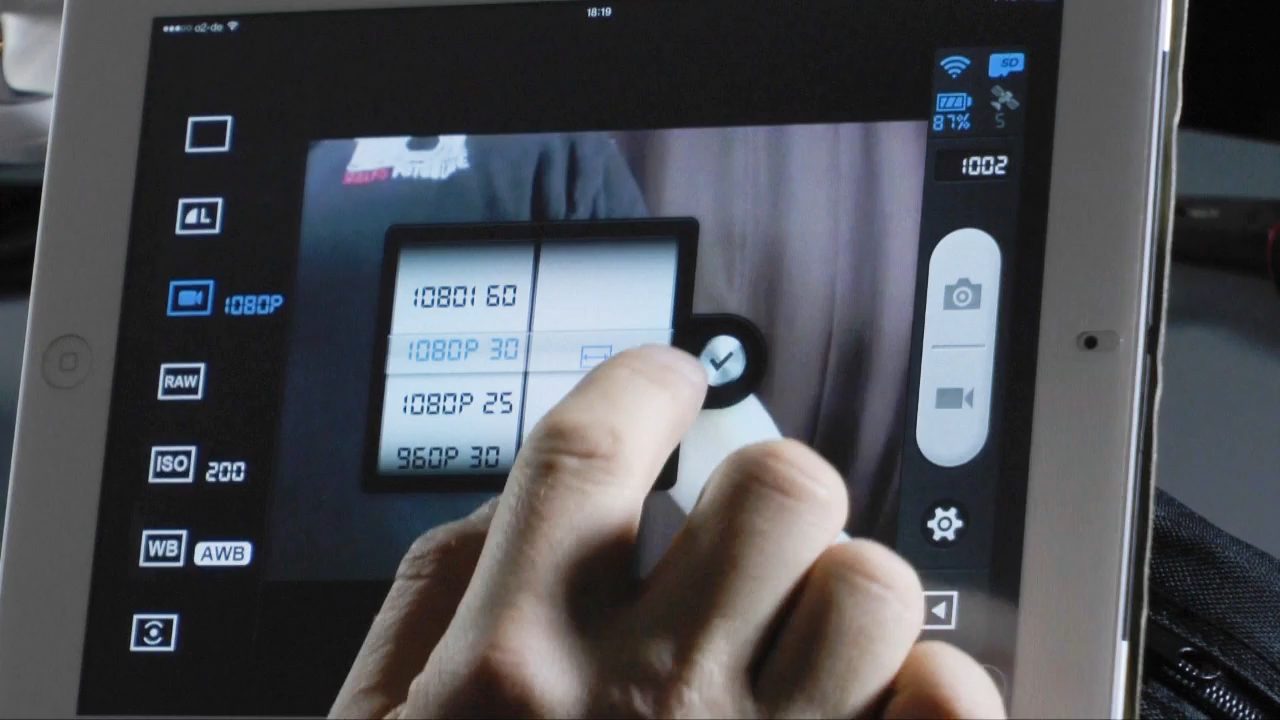 o2-de
18:19
SD
87%
S
1002
L
1080P
RAW
ISO 200
WB AWB
1080I 60
1080P 30
1080P 25
960P 30